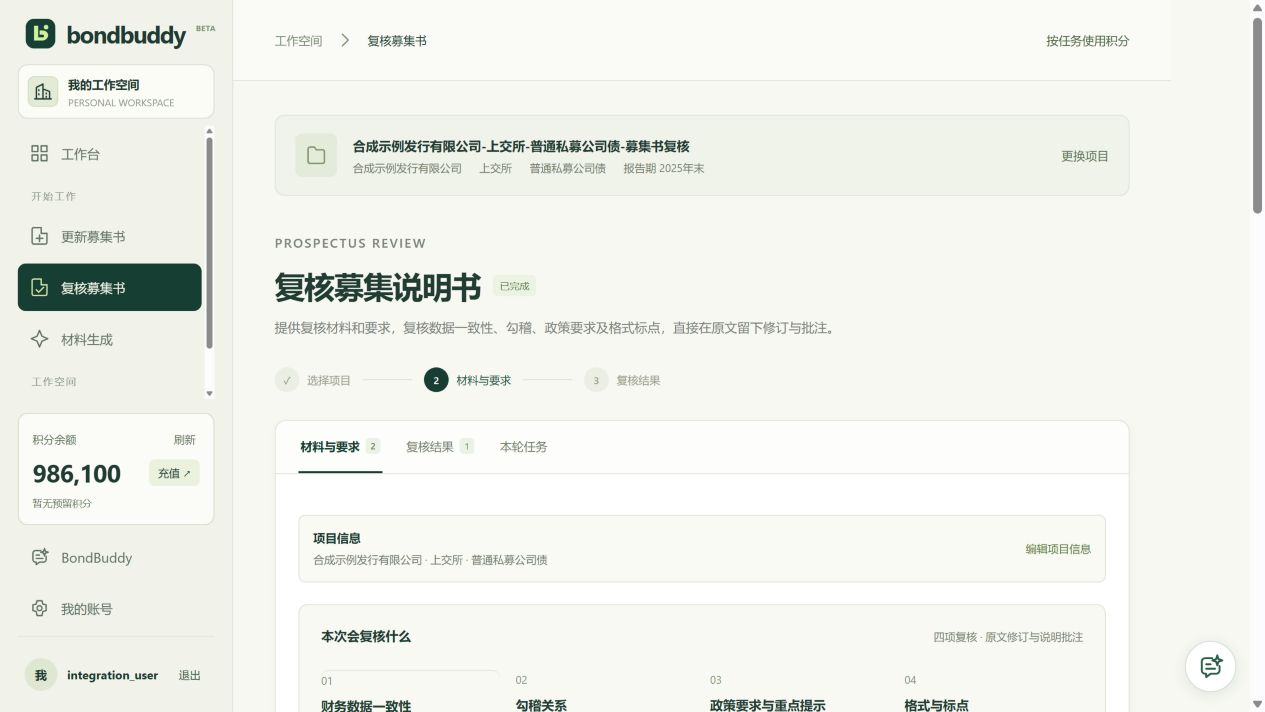 bondbuddy BETA
我的工作空间
PERSONAL WORKSPACE
工作台
开始工作
更新募集书
复核募集书
材料生成
工作空间
积分余额 刷新
986,100 充值 ↗
暂无预留积分
BondBuddy
我的账号
我 integration_user 退出
工作空间 复核募集书 按任务使用积分
合成示例发行有限公司-上交所-普通私募公司债-募集书复核
合成示例发行有限公司 上交所 普通私募公司债 报告期 2025年末
更换项目
PROSPECTUS REVIEW
复核募集说明书 已完成
提供复核材料和要求，复核数据一致性、勾稽、政策要求及格式标点，直接在原文留下修订与批注。
✓ 选择项目 2 材料与要求 3 复核结果
材料与要求 2 复核结果 1 本轮任务
项目信息
合成示例发行有限公司 · 上交所 · 普通私募公司债
编辑项目信息
本次会复核什么 四项复核 · 原文修订与说明批注
01 02 03 04
财务数据一致性 勾稽关系 政策要求与重点提示 格式与标点